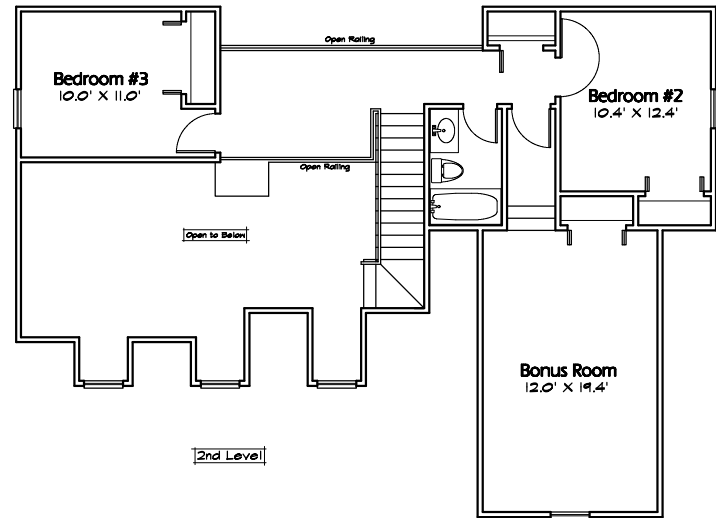 Open Railing
Bedroom #3
10.0' X 11.0'
Bedroom #2
10.4' X 12.4'
Open Railing
Open to Below
Bonus Room
12.0' X 19.4'
2nd Level